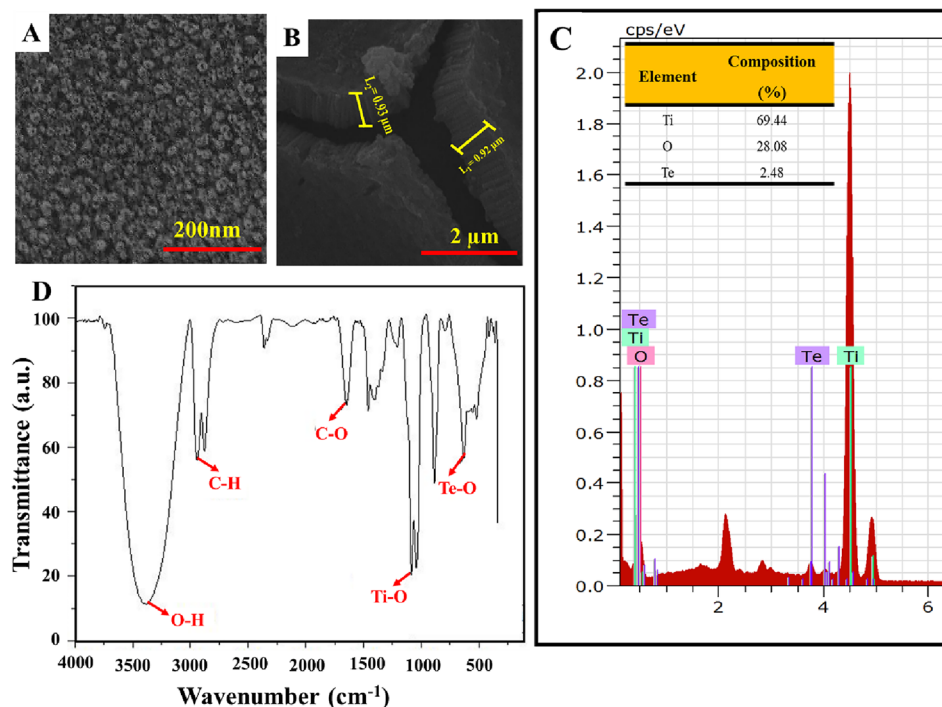 A
200nm
B
L₂= 0.93 µm
L₁= 0.92 µm
2 µm
C
cps/eV
Element Composition (%)
Ti 69.44
O 28.08
Te 2.48
2.0
1.8
1.6
1.4
1.2
1.0
0.8
0.6
0.4
0.2
0.0
Te
Ti
O
Te
Ti
2 4 6
D
Transmittance (a.u.)
100
80
60
40
20
0
C-H
C-O
Te-O
Ti-O
O-H
4000 3500 3000 2500 2000 1500 1000 500
Wavenumber (cm⁻¹)